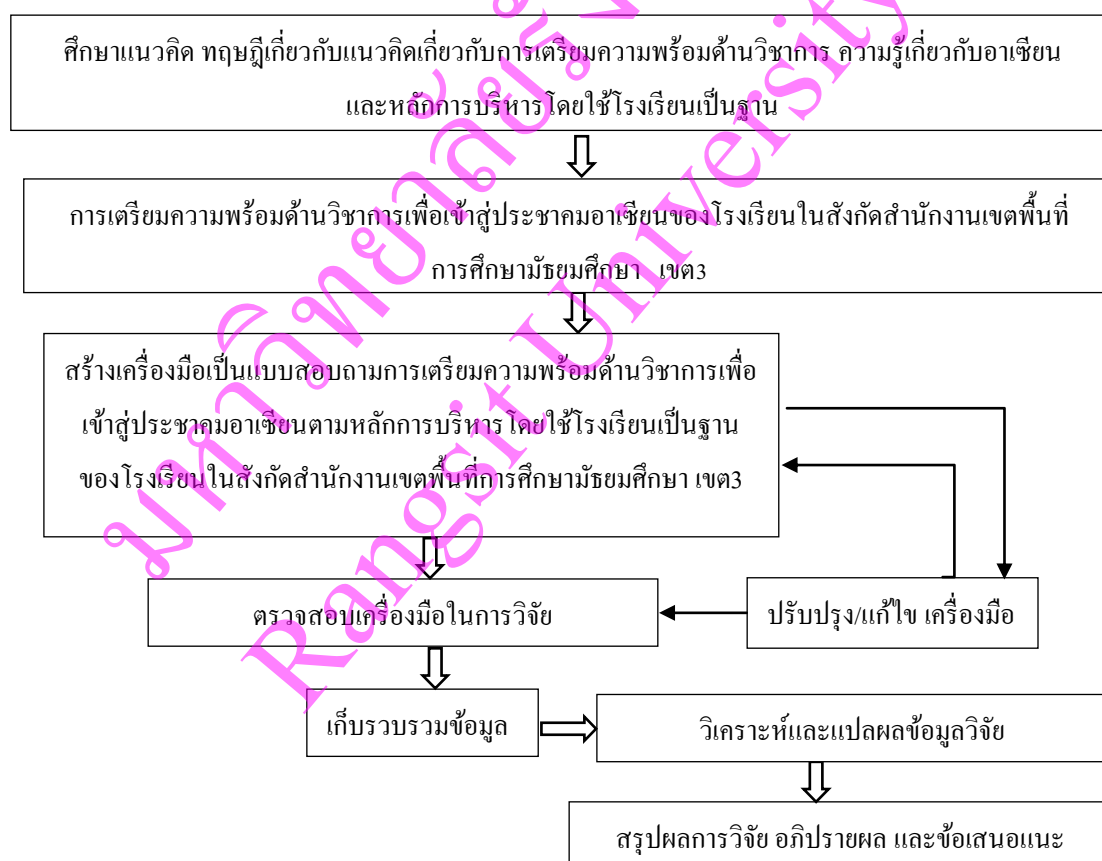 ศึกษาแนวคิด ทฤษฎีเกี่ยวกับแนวคิดเกี่ยวกับการเตรียมความพร้อมด้านวิชาการ ความรู้เกี่ยวกับอาเซียน
และหลักการบริหารโดยใช้โรงเรียนเป็นฐาน
การเตรียมความพร้อมด้านวิชาการเพื่อเข้าสู่ประชาคมอาเซียนของโรงเรียนในสังกัดสำนักงานเขตพื้นที่
การศึกษามัธยมศึกษา เขต3
สร้างเครื่องมือเป็นแบบสอบถามการเตรียมความพร้อมด้านวิชาการเพื่อ
เข้าสู่ประชาคมอาเซียนตามหลักการบริหารโดยใช้โรงเรียนเป็นฐาน
ของโรงเรียนในสังกัดสำนักงานเขตพื้นที่การศึกษามัธยมศึกษา เขต3
ตรวจสอบเครื่องมือในการวิจัย
ปรับปรุง/แก้ไข เครื่องมือ
เก็บรวบรวมข้อมูล
วิเคราะห์และแปลผลข้อมูลวิจัย
สรุปผลการวิจัย อภิปรายผล และข้อเสนอแนะ
มหาวิทยาลัยรั
Rangsit University